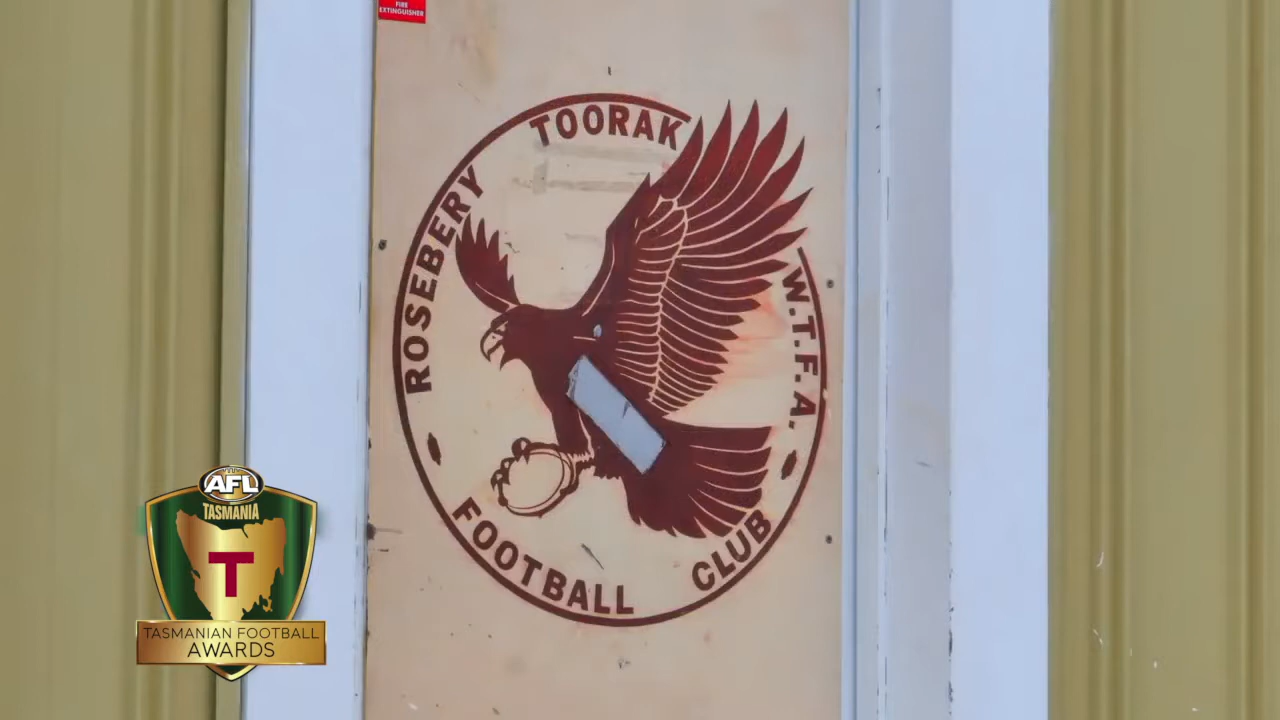 FIRE
EXTINGUISHER
TOORAK
ROSEBERY
W.T.F.A.
FOOTBALL
CLUB
AFL
TASMANIA
T
TASMANIAN FOOTBALL
AWARDS